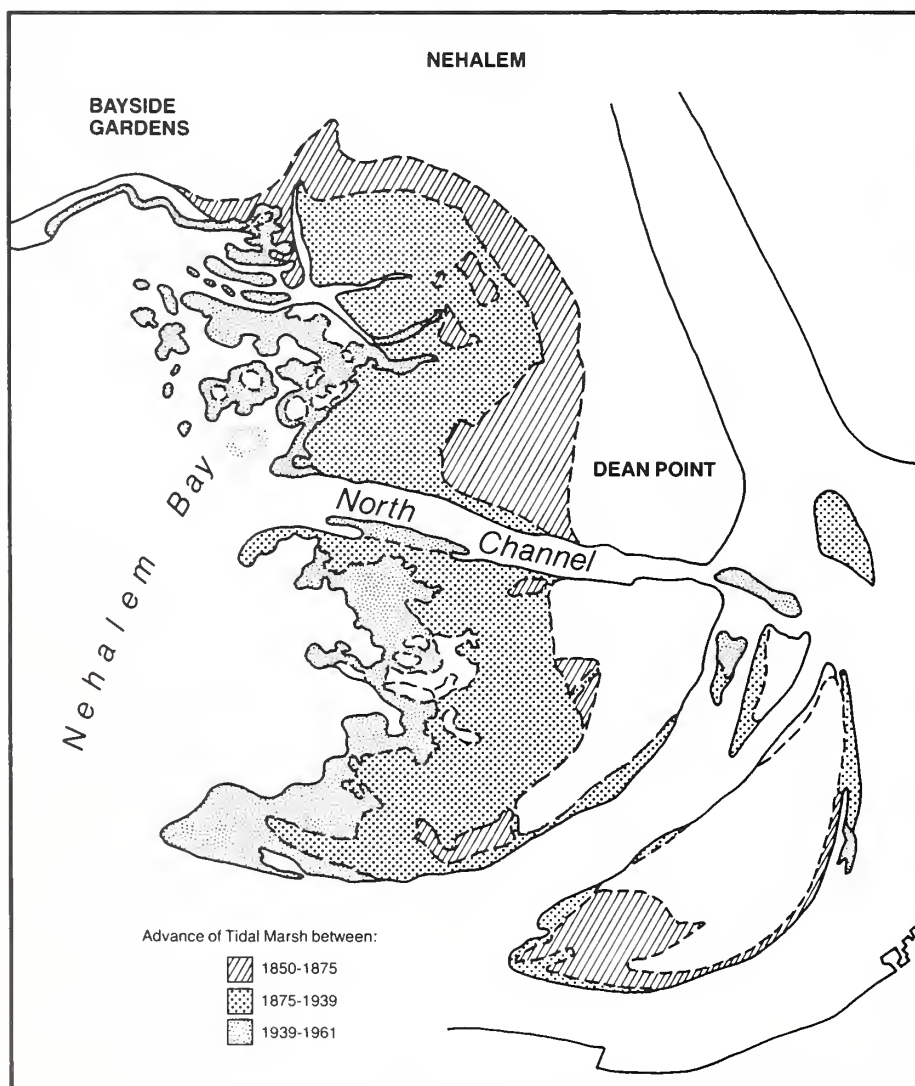 NEHALEM
BAYSIDE
GARDENS
DEAN POINT
North Channel
Nehalem Bay
Advance of Tidal Marsh between:
1850-1875
1875-1939
1939-1961